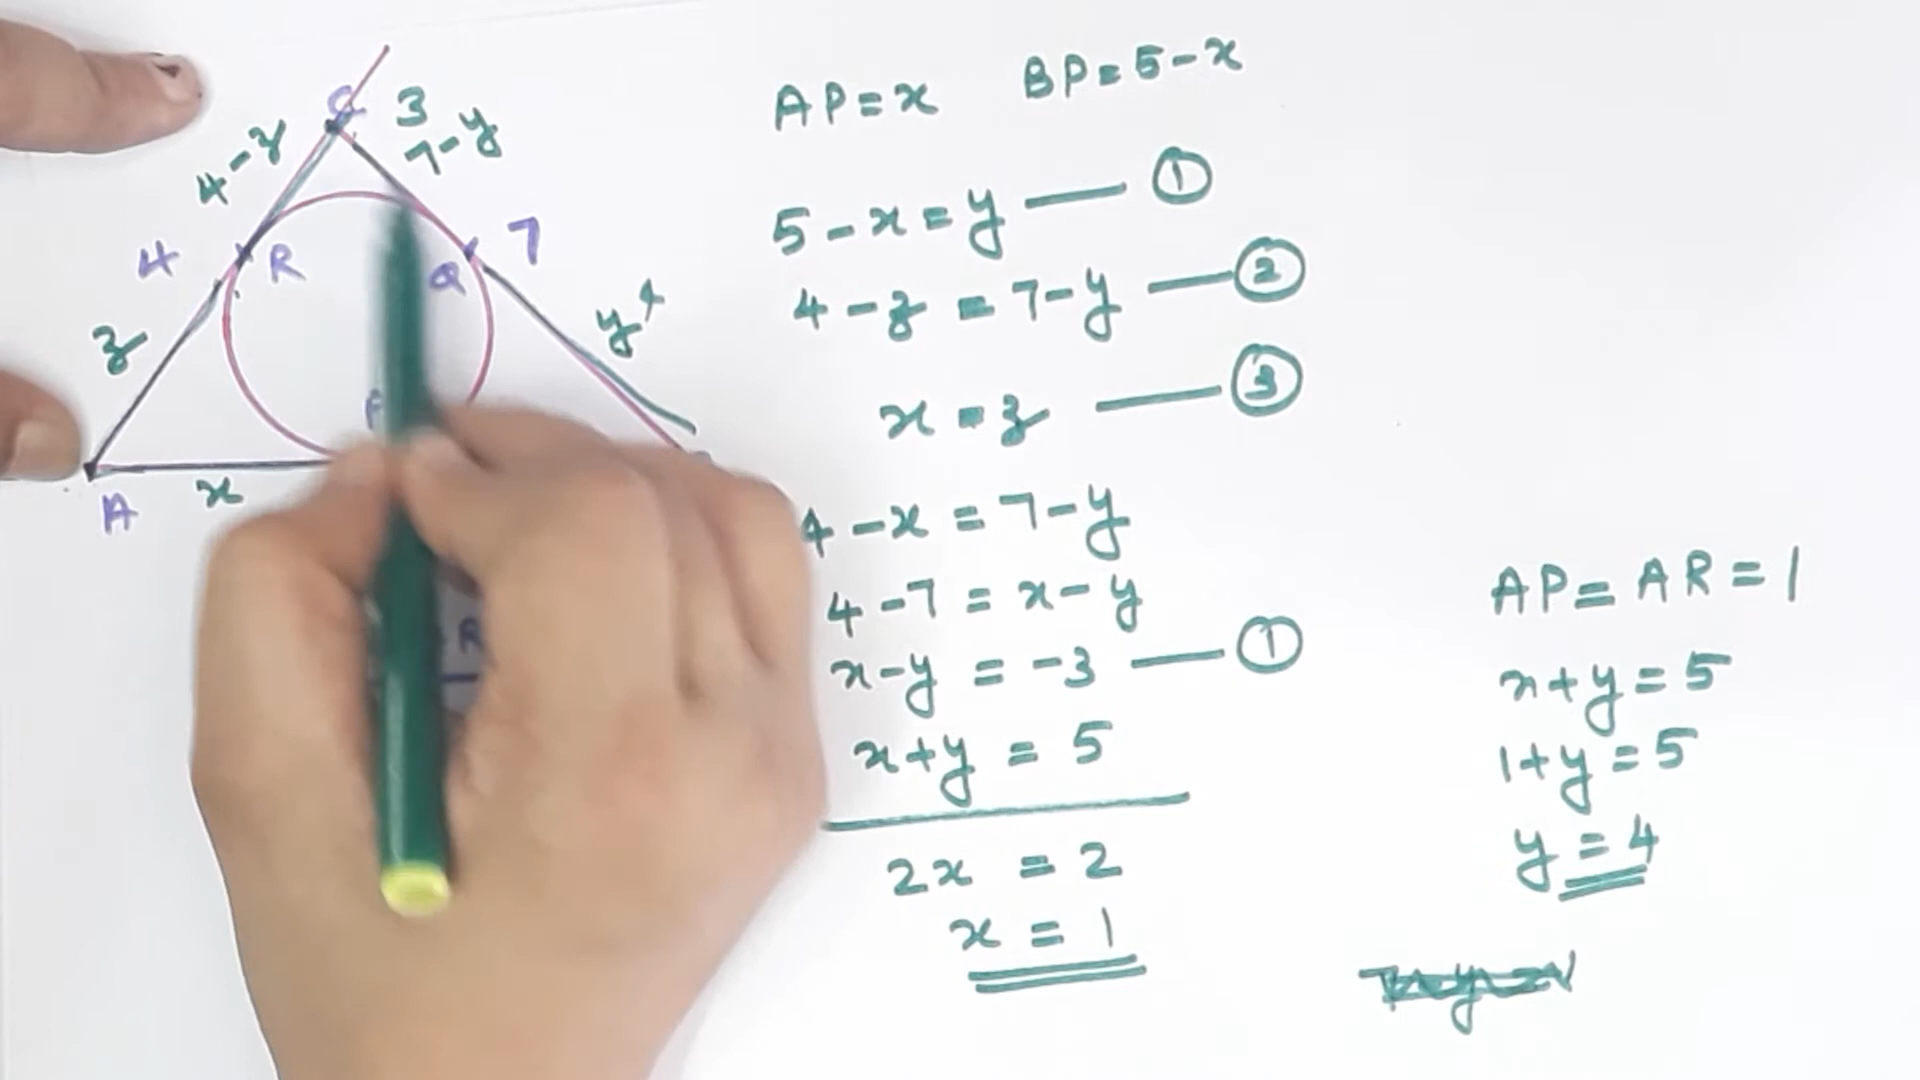 C
3
4-z
7-y
4
R
Q
7
z
y 4
A
x
R
AP=x BP=5-x
5-x=y — ①
4-z=7-y — ②
x=z — ③
4-x=7-y
4-7=x-y
x-y=-3 — ①
x+y=5
2x=2
x=1
AP=AR=1
x+y=5
1+y=5
y=4